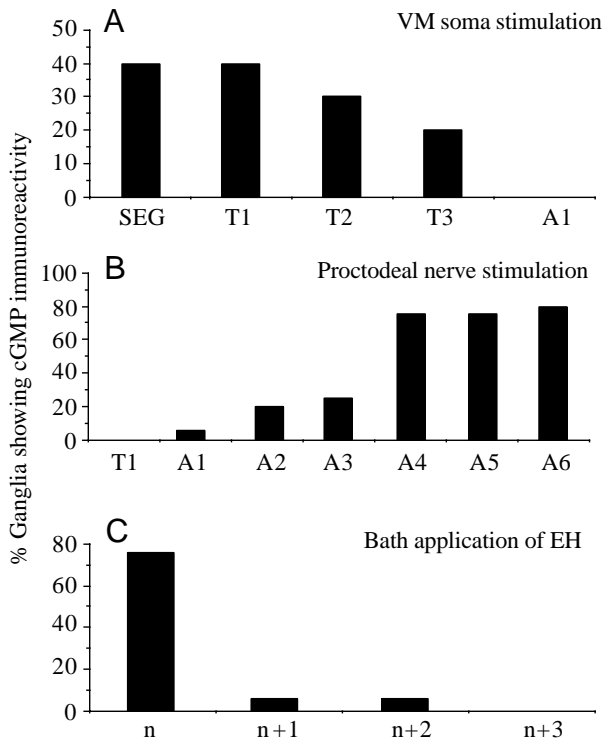 % Ganglia showing cGMP immunoreactivity
A
VM soma stimulation
50
40
30
20
10
0
SEG T1 T2 T3 A1
B
Proctodeal nerve stimulation
100
80
60
40
20
0
T1 A1 A2 A3 A4 A5 A6
C
Bath application of EH
80
60
40
20
0
n n+1 n+2 n+3